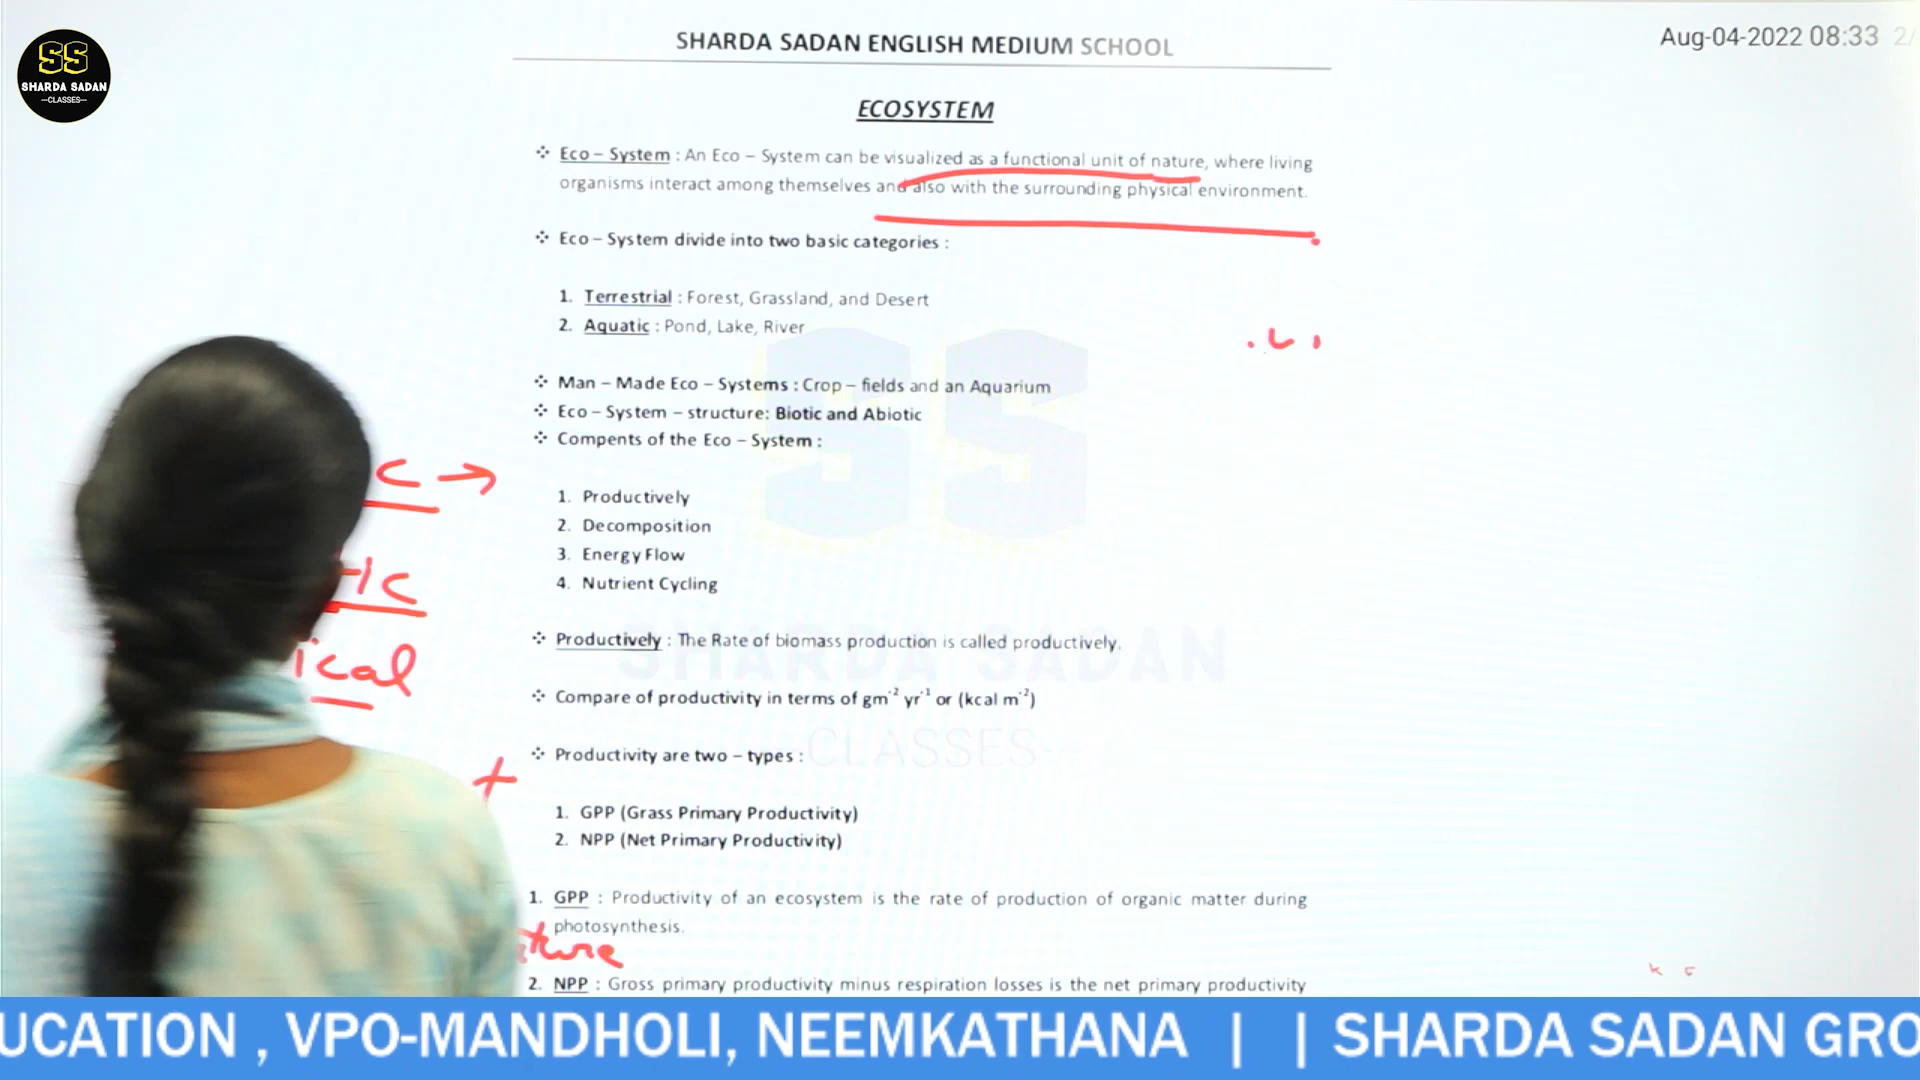 SS
SHARDA SADAN
—CLASSES—
SHARDA SADAN ENGLISH MEDIUM SCHOOL
Aug-04-2022 08:33
ECOSYSTEM
❖ Eco – System : An Eco – System can be visualized as a functional unit of nature, where living
organisms interact among themselves and also with the surrounding physical environment.
❖ Eco – System divide into two basic categories :
1. Terrestrial : Forest, Grassland, and Desert
2. Aquatic : Pond, Lake, River
❖ Man – Made Eco – Systems : Crop – fields and an Aquarium
❖ Eco – System – structure: Biotic and Abiotic
❖ Compents of the Eco – System :
1. Productively
2. Decomposition
3. Energy Flow
4. Nutrient Cycling
❖ Productively : The Rate of biomass production is called productively.
❖ Compare of productivity in terms of gm⁻² yr⁻¹ or (kcal m⁻²)
❖ Productivity are two – types :
1. GPP (Grass Primary Productivity)
2. NPP (Net Primary Productivity)
1. GPP : Productivity of an ecosystem is the rate of production of organic matter during
photosynthesis.
2. NPP : Gross primary productivity minus respiration losses is the net primary productivity
C →
ic
ical
ture
SS
SHARDA SADAN
CLASSES
UCATION , VPO-MANDHOLI, NEEMKATHANA | | SHARDA SADAN GRO